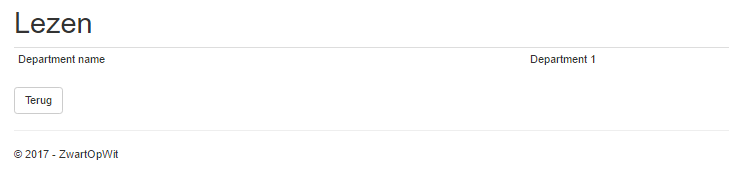 Lezen
Department name Department 1
Terug
© 2017 - ZwartOpWit